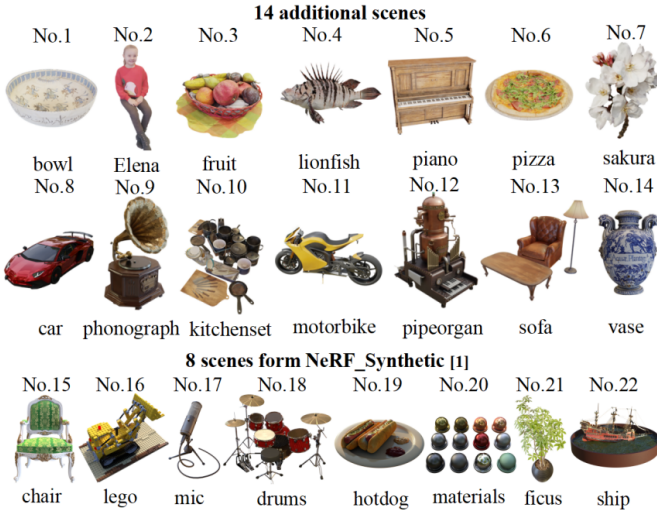 14 additional scenes
No.1 No.2 No.3 No.4 No.5 No.6 No.7
bowl Elena fruit lionfish piano pizza sakura
No.8 No.9 No.10 No.11 No.12 No.13 No.14
car phonograph kitchenset motorbike pipeorgan sofa vase
8 scenes form NeRF_Synthetic [1]
No.15 No.16 No.17 No.18 No.19 No.20 No.21 No.22
chair lego mic drums hotdog materials ficus ship